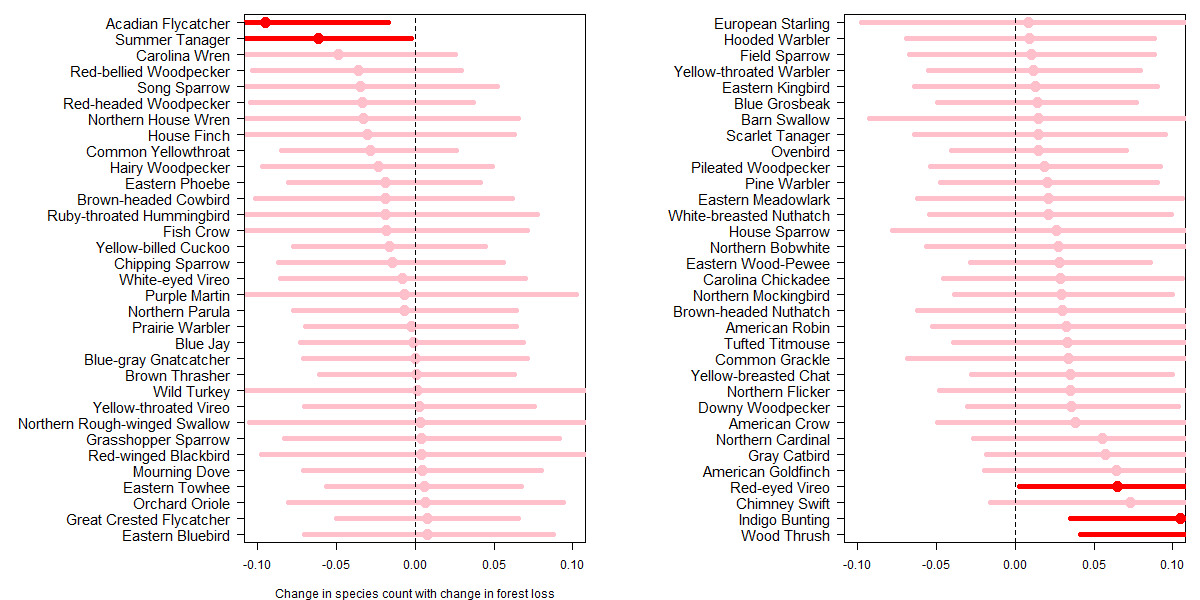 Acadian Flycatcher
Summer Tanager
Carolina Wren
Red-bellied Woodpecker
Song Sparrow
Red-headed Woodpecker
Northern House Wren
House Finch
Common Yellowthroat
Hairy Woodpecker
Eastern Phoebe
Brown-headed Cowbird
Ruby-throated Hummingbird
Fish Crow
Yellow-billed Cuckoo
Chipping Sparrow
White-eyed Vireo
Purple Martin
Northern Parula
Prairie Warbler
Blue Jay
Blue-gray Gnatcatcher
Brown Thrasher
Wild Turkey
Yellow-throated Vireo
Northern Rough-winged Swallow
Grasshopper Sparrow
Red-winged Blackbird
Mourning Dove
Eastern Towhee
Orchard Oriole
Great Crested Flycatcher
Eastern Bluebird
-0.10 -0.05 0.00 0.05 0.10
Change in species count with change in forest loss
European Starling
Hooded Warbler
Field Sparrow
Yellow-throated Warbler
Eastern Kingbird
Blue Grosbeak
Barn Swallow
Scarlet Tanager
Ovenbird
Pileated Woodpecker
Pine Warbler
Eastern Meadowlark
White-breasted Nuthatch
House Sparrow
Northern Bobwhite
Eastern Wood-Pewee
Carolina Chickadee
Northern Mockingbird
Brown-headed Nuthatch
American Robin
Tufted Titmouse
Common Grackle
Yellow-breasted Chat
Northern Flicker
Downy Woodpecker
American Crow
Northern Cardinal
Gray Catbird
American Goldfinch
Red-eyed Vireo
Chimney Swift
Indigo Bunting
Wood Thrush
-0.10 -0.05 0.00 0.05 0.10